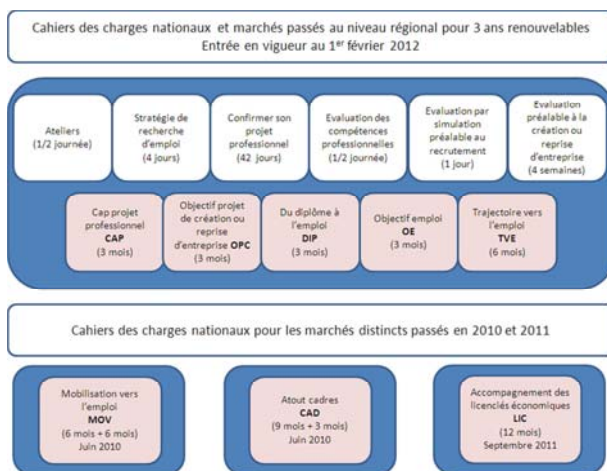 Cahiers des charges nationaux et marchés passés au niveau régional pour 3 ans renouvelables
Entrée en vigueur au 1er février 2012
Ateliers
(1/2 journée)
Stratégie de
recherche
d'emploi
(4 jours)
Confirmer son
projet
professionnel
(42 jours)
Evaluation des
compétences
professionnelles
(1/2 journée)
Evaluation par
simulation
préalable au
recrutement
(1 jour)
Evaluation
préalable à la
création ou
reprise
d'entreprise
(4 semaines)
Cap projet
professionnel
CAP
(3 mois)
Objectif projet
de création ou
reprise
d'entreprise OPC
(3 mois)
Du diplôme à
l'emploi
DIP
(3 mois)
Objectif emploi
OE
(3 mois)
Trajectoire vers
l'emploi
TVE
(6 mois)
Cahiers des charges nationaux pour les marchés distincts passés en 2010 et 2011
Mobilisation vers
l'emploi
MOV
(6 mois + 6 mois)
Juin 2010
Atout cadres
CAD
(9 mois + 3 mois)
Juin 2010
Accompagnement des
licenciés économiques
LIC
(12 mois)
Septembre 2011